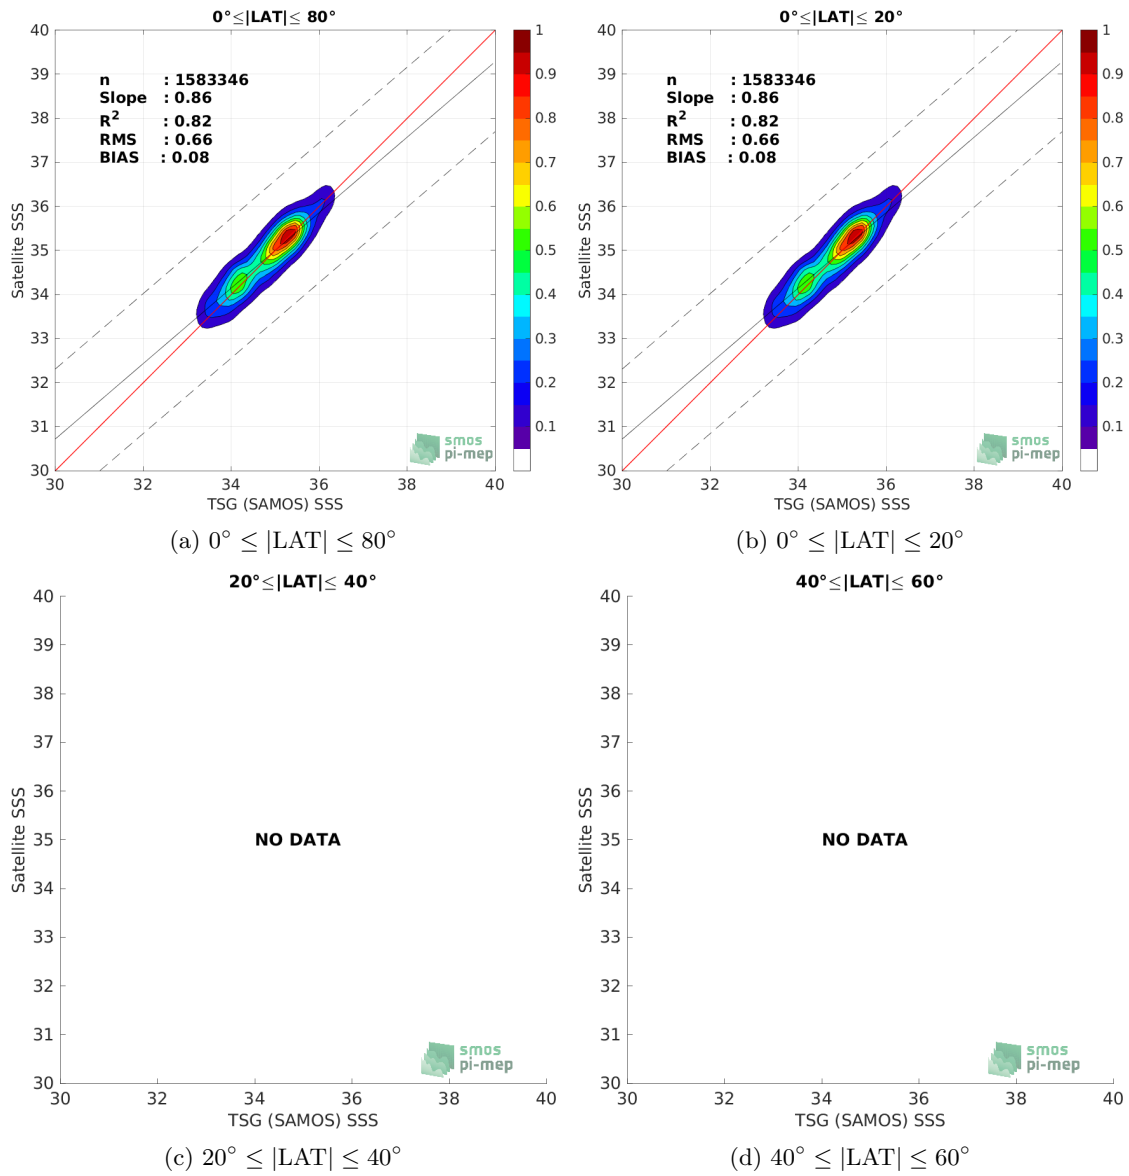 0°≤|LAT|≤ 80°
40
39
38
37
36
35
34
33
32
31
30
Satellite SSS
n : 1583346
Slope : 0.86
R2 : 0.82
RMS : 0.66
BIAS : 0.08
smos
pi-mep
30 32 34 36 38 40
TSG (SAMOS) SSS
1
0.9
0.8
0.7
0.6
0.5
0.4
0.3
0.2
0.1
(a) 0° ≤ |LAT| ≤ 80°
0°≤|LAT|≤ 20°
40
39
38
37
36
35
34
33
32
31
30
Satellite SSS
n : 1583346
Slope : 0.86
R2 : 0.82
RMS : 0.66
BIAS : 0.08
smos
pi-mep
30 32 34 36 38 40
TSG (SAMOS) SSS
1
0.9
0.8
0.7
0.6
0.5
0.4
0.3
0.2
0.1
(b) 0° ≤ |LAT| ≤ 20°
20°≤|LAT|≤ 40°
40
39
38
37
36
35
34
33
32
31
30
Satellite SSS
NO DATA
smos
pi-mep
30 32 34 36 38 40
TSG (SAMOS) SSS
(c) 20° ≤ |LAT| ≤ 40°
40°≤|LAT|≤ 60°
40
39
38
37
36
35
34
33
32
31
30
Satellite SSS
NO DATA
smos
pi-mep
30 32 34 36 38 40
TSG (SAMOS) SSS
(d) 40° ≤ |LAT| ≤ 60°